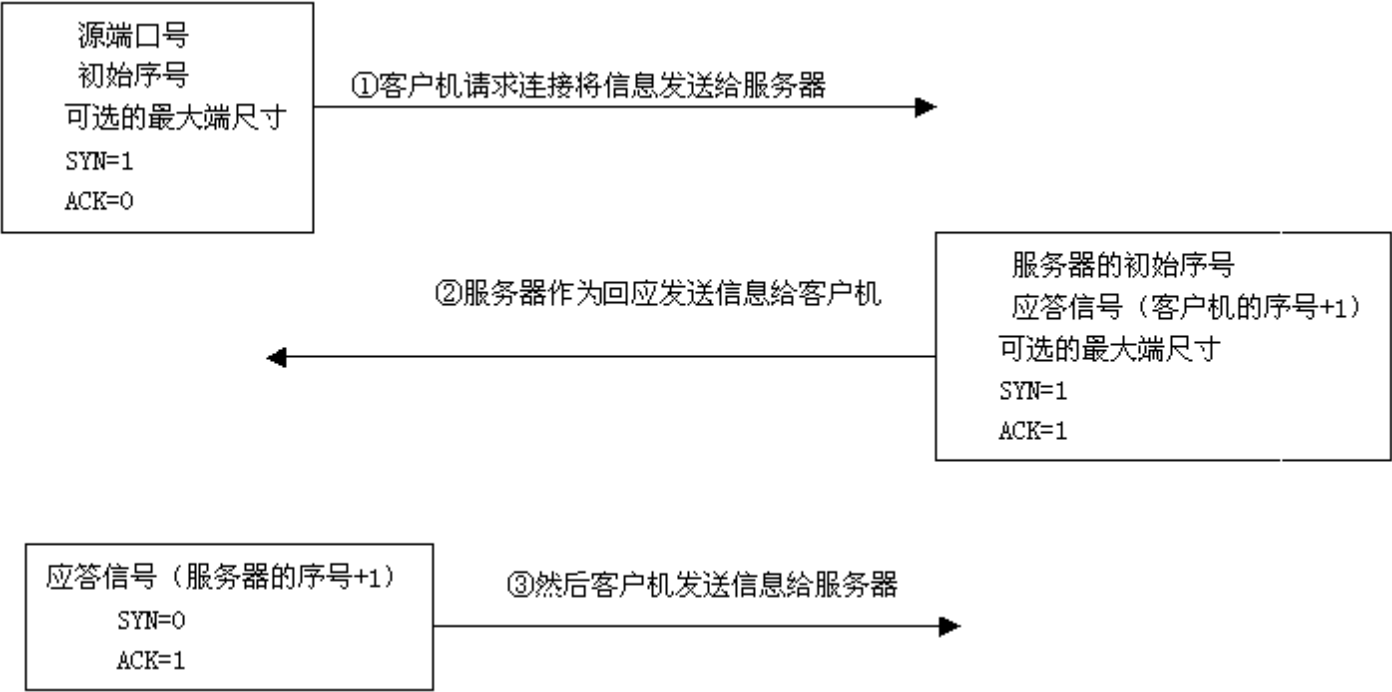 源端口号
初始序号
可选的最大端尺寸
SYN=1
ACK=0
①客户机请求连接将信息发送给服务器
②服务器作为回应发送信息给客户机
服务器的初始序号
应答信号（客户机的序号+1）
可选的最大端尺寸
SYN=1
ACK=1
应答信号（服务器的序号+1）
SYN=0
ACK=1
③然后客户机发送信息给服务器